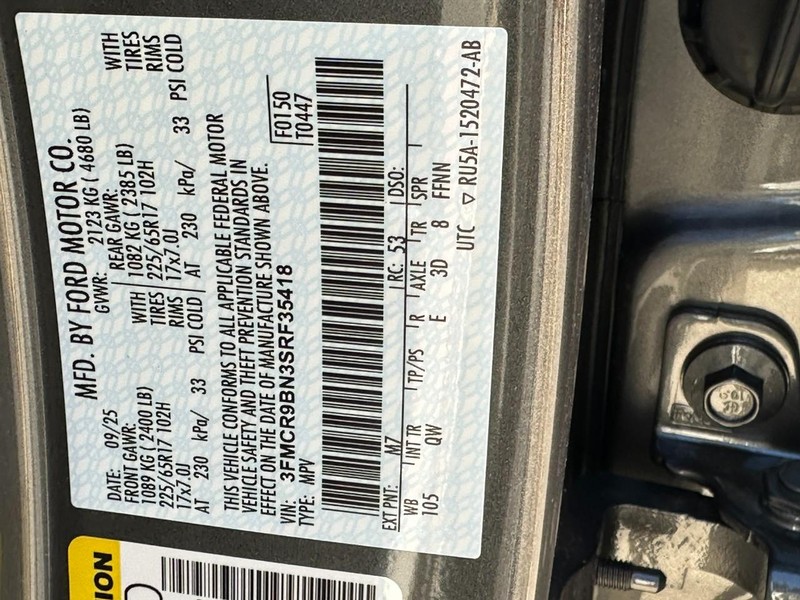 MFD. BY FORD MOTOR CO.
DATE: 09/25 GVWR: 2123 KG ( 4680 LB)
FRONT GAWR: REAR GAWR:
1089 KG ( 2400 LB) WITH 1082 KG ( 2385 LB) WITH
225/65R17 102H TIRES 225/65R17 102H TIRES
17x7.0J RIMS 17x7.0J RIMS
AT 230 kPa/ 33 PSI COLD AT 230 kPa/ 33 PSI COLD
THIS VEHICLE CONFORMS TO ALL APPLICABLE FEDERAL MOTOR
VEHICLE SAFETY AND THEFT PREVENTION STANDARDS IN
EFFECT ON THE DATE OF MANUFACTURE SHOWN ABOVE.
VIN: 3FMCR9BN3SRF35418
TYPE: MPV
F0150
T0447
EXT PNT: M7 RC: 53 DSO:
WB INT TR TP/PS R AXLE TR SPR
105 QW E 3D 8 FFNN
UTC ▽ RU5A-1520472-AB
ION